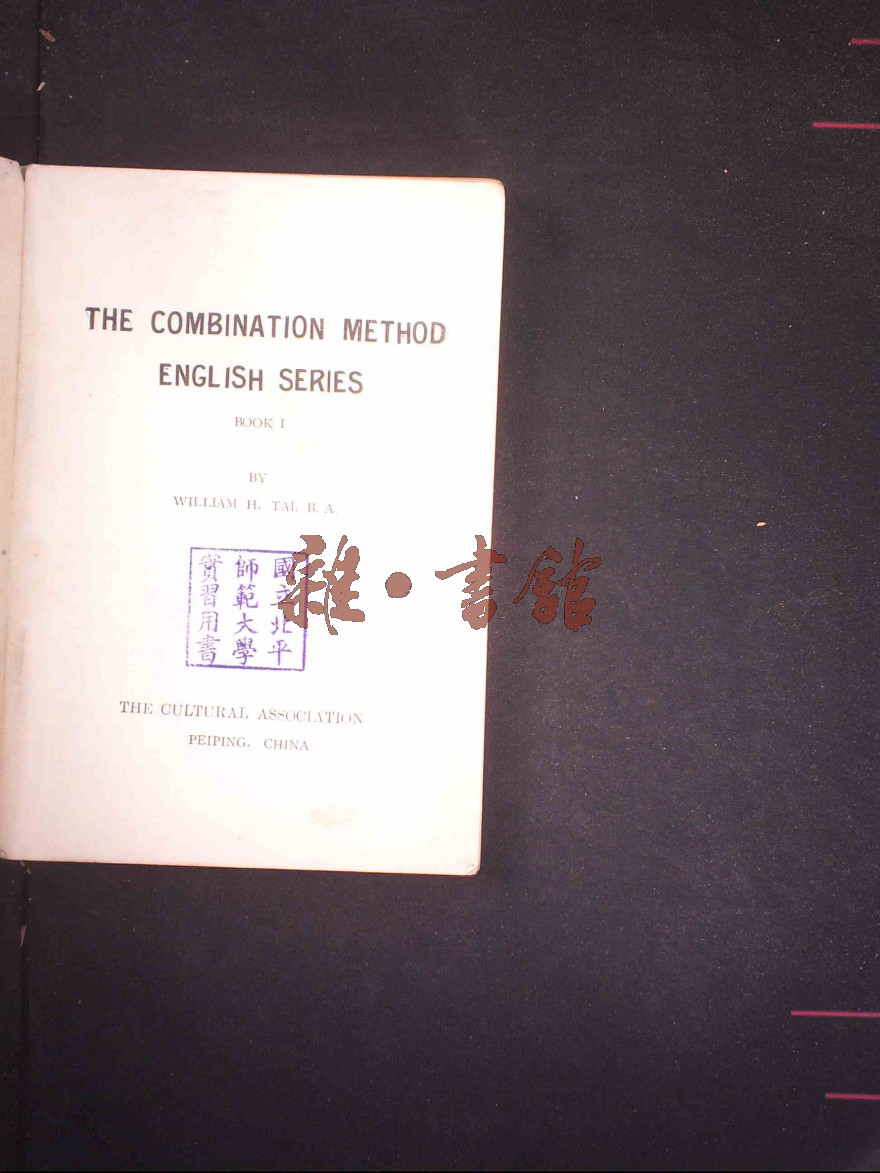 THE COMBINATION METHOD
ENGLISH SERIES
BOOK I
BY
WILLIAM H. TAI, B. A.
國立北平
師範大學
實習用書
雜·書館
THE CULTURAL ASSOCIATION
PEIPING, CHINA